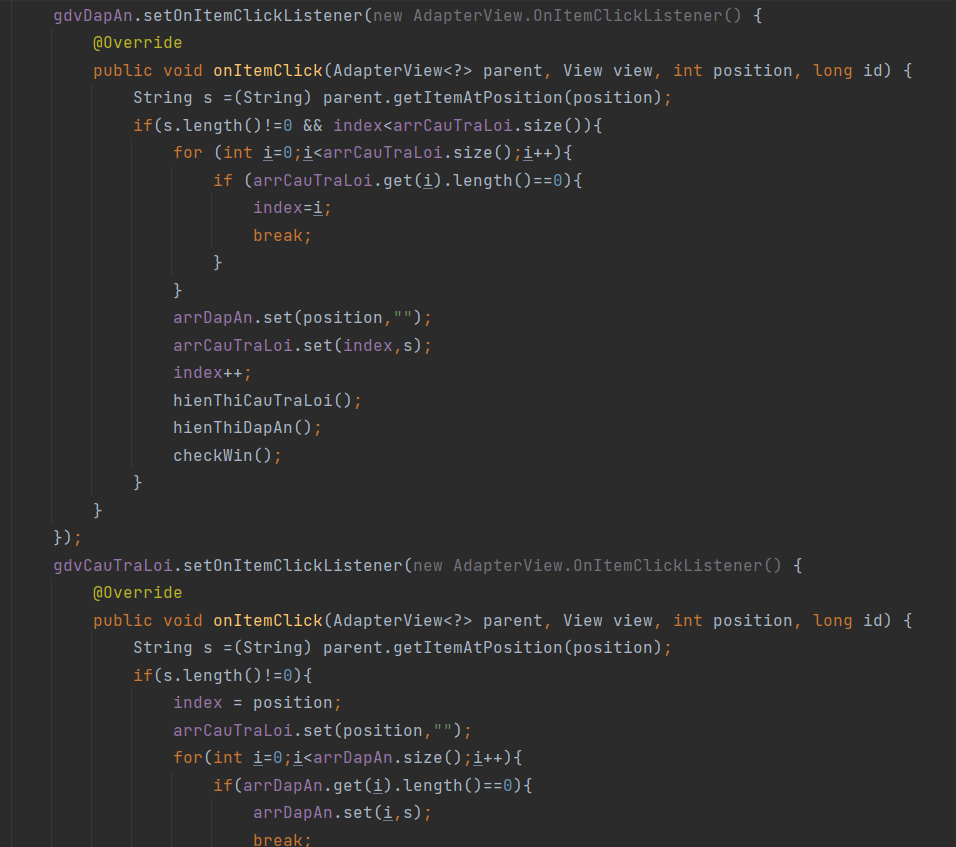 gdvDapAn.setOnItemClickListener(new AdapterView.OnItemClickListener() {
@Override
public void onItemClick(AdapterView<?> parent, View view, int position, long id) {
String s =(String) parent.getItemAtPosition(position);
if(s.length()!=0 && index<arrCauTraLoi.size()){
for (int i=0;i<arrCauTraLoi.size();i++){
if (arrCauTraLoi.get(i).length()==0){
index=i;
break;
}
}
arrDapAn.set(position,"");
arrCauTraLoi.set(index,s);
index++;
hienThiCauTraLoi();
hienThiDapAn();
checkWin();
}
}
});
gdvCauTraLoi.setOnItemClickListener(new AdapterView.OnItemClickListener() {
@Override
public void onItemClick(AdapterView<?> parent, View view, int position, long id) {
String s =(String) parent.getItemAtPosition(position);
if(s.length()!=0){
index = position;
arrCauTraLoi.set(position,"");
for(int i=0;i<arrDapAn.size();i++){
if(arrDapAn.get(i).length()==0){
arrDapAn.set(i,s);
break;